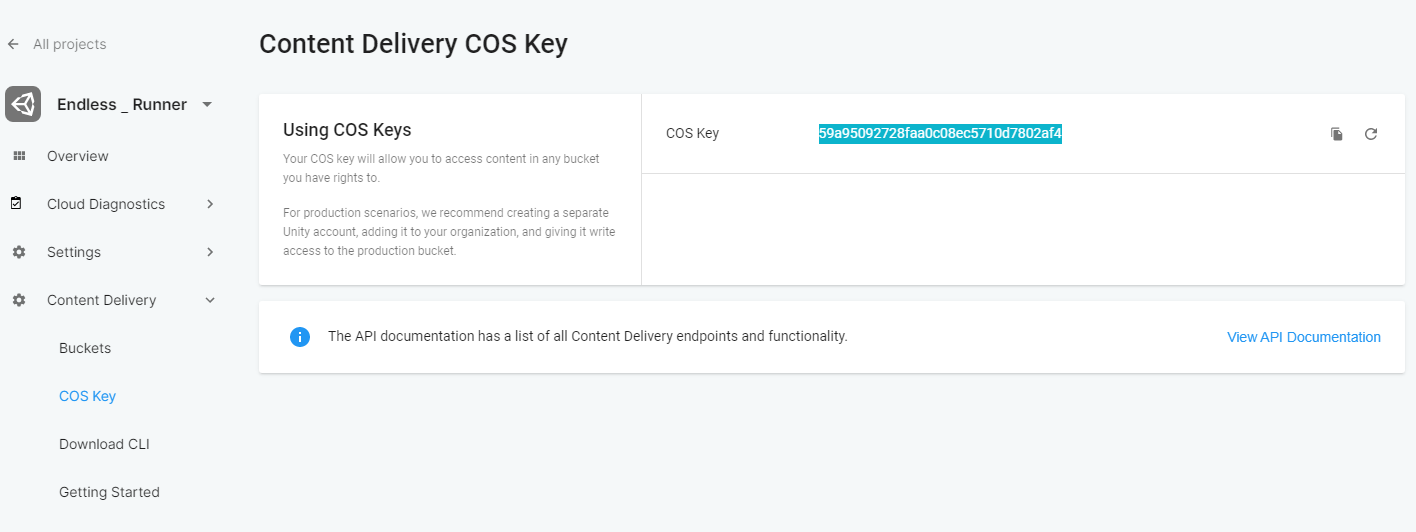 All projects
Endless _ Runner
Overview
Cloud Diagnostics
Settings
Content Delivery
Buckets
COS Key
Download CLI
Getting Started
Content Delivery COS Key
Using COS Keys
Your COS key will allow you to access content in any bucket
you have rights to.
For production scenarios, we recommend creating a separate
Unity account, adding it to your organization, and giving it write
access to the production bucket.
COS Key
59a95092728faa0c08ec5710d7802af4
The API documentation has a list of all Content Delivery endpoints and functionality.
View API Documentation